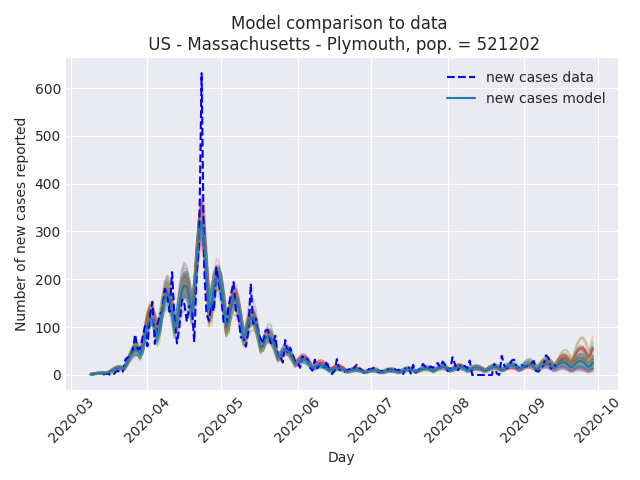 Model comparison to data
US - Massachusetts - Plymouth, pop. = 521202
new cases data
new cases model
Number of new cases reported
600
500
400
300
200
100
0
2020-03
2020-04
2020-05
2020-06
2020-07
2020-08
2020-09
2020-10
Day